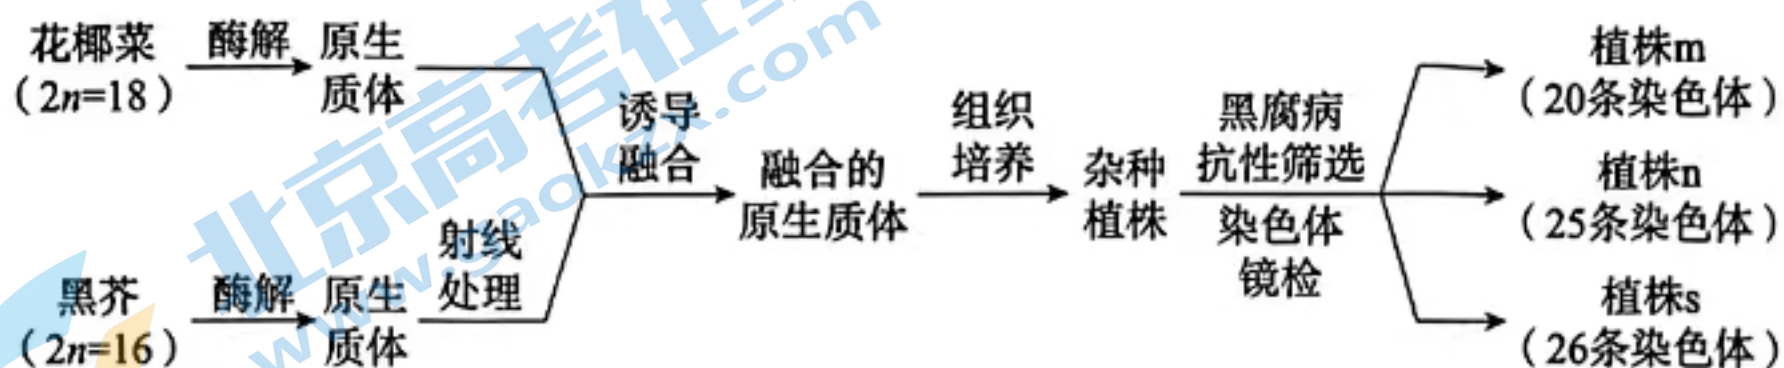 花椰菜
（2n=18）
酶解
原生
质体
黑芥
（2n=16）
酶解
原生
质体
射线
处理
诱导
融合
融合的
原生质体
组织
培养
杂种
植株
黑腐病
抗性筛选
染色体
镜检
植株m
（20条染色体）
植株n
（25条染色体）
植株s
（26条染色体）
北京高考在
www.gaokzx.com